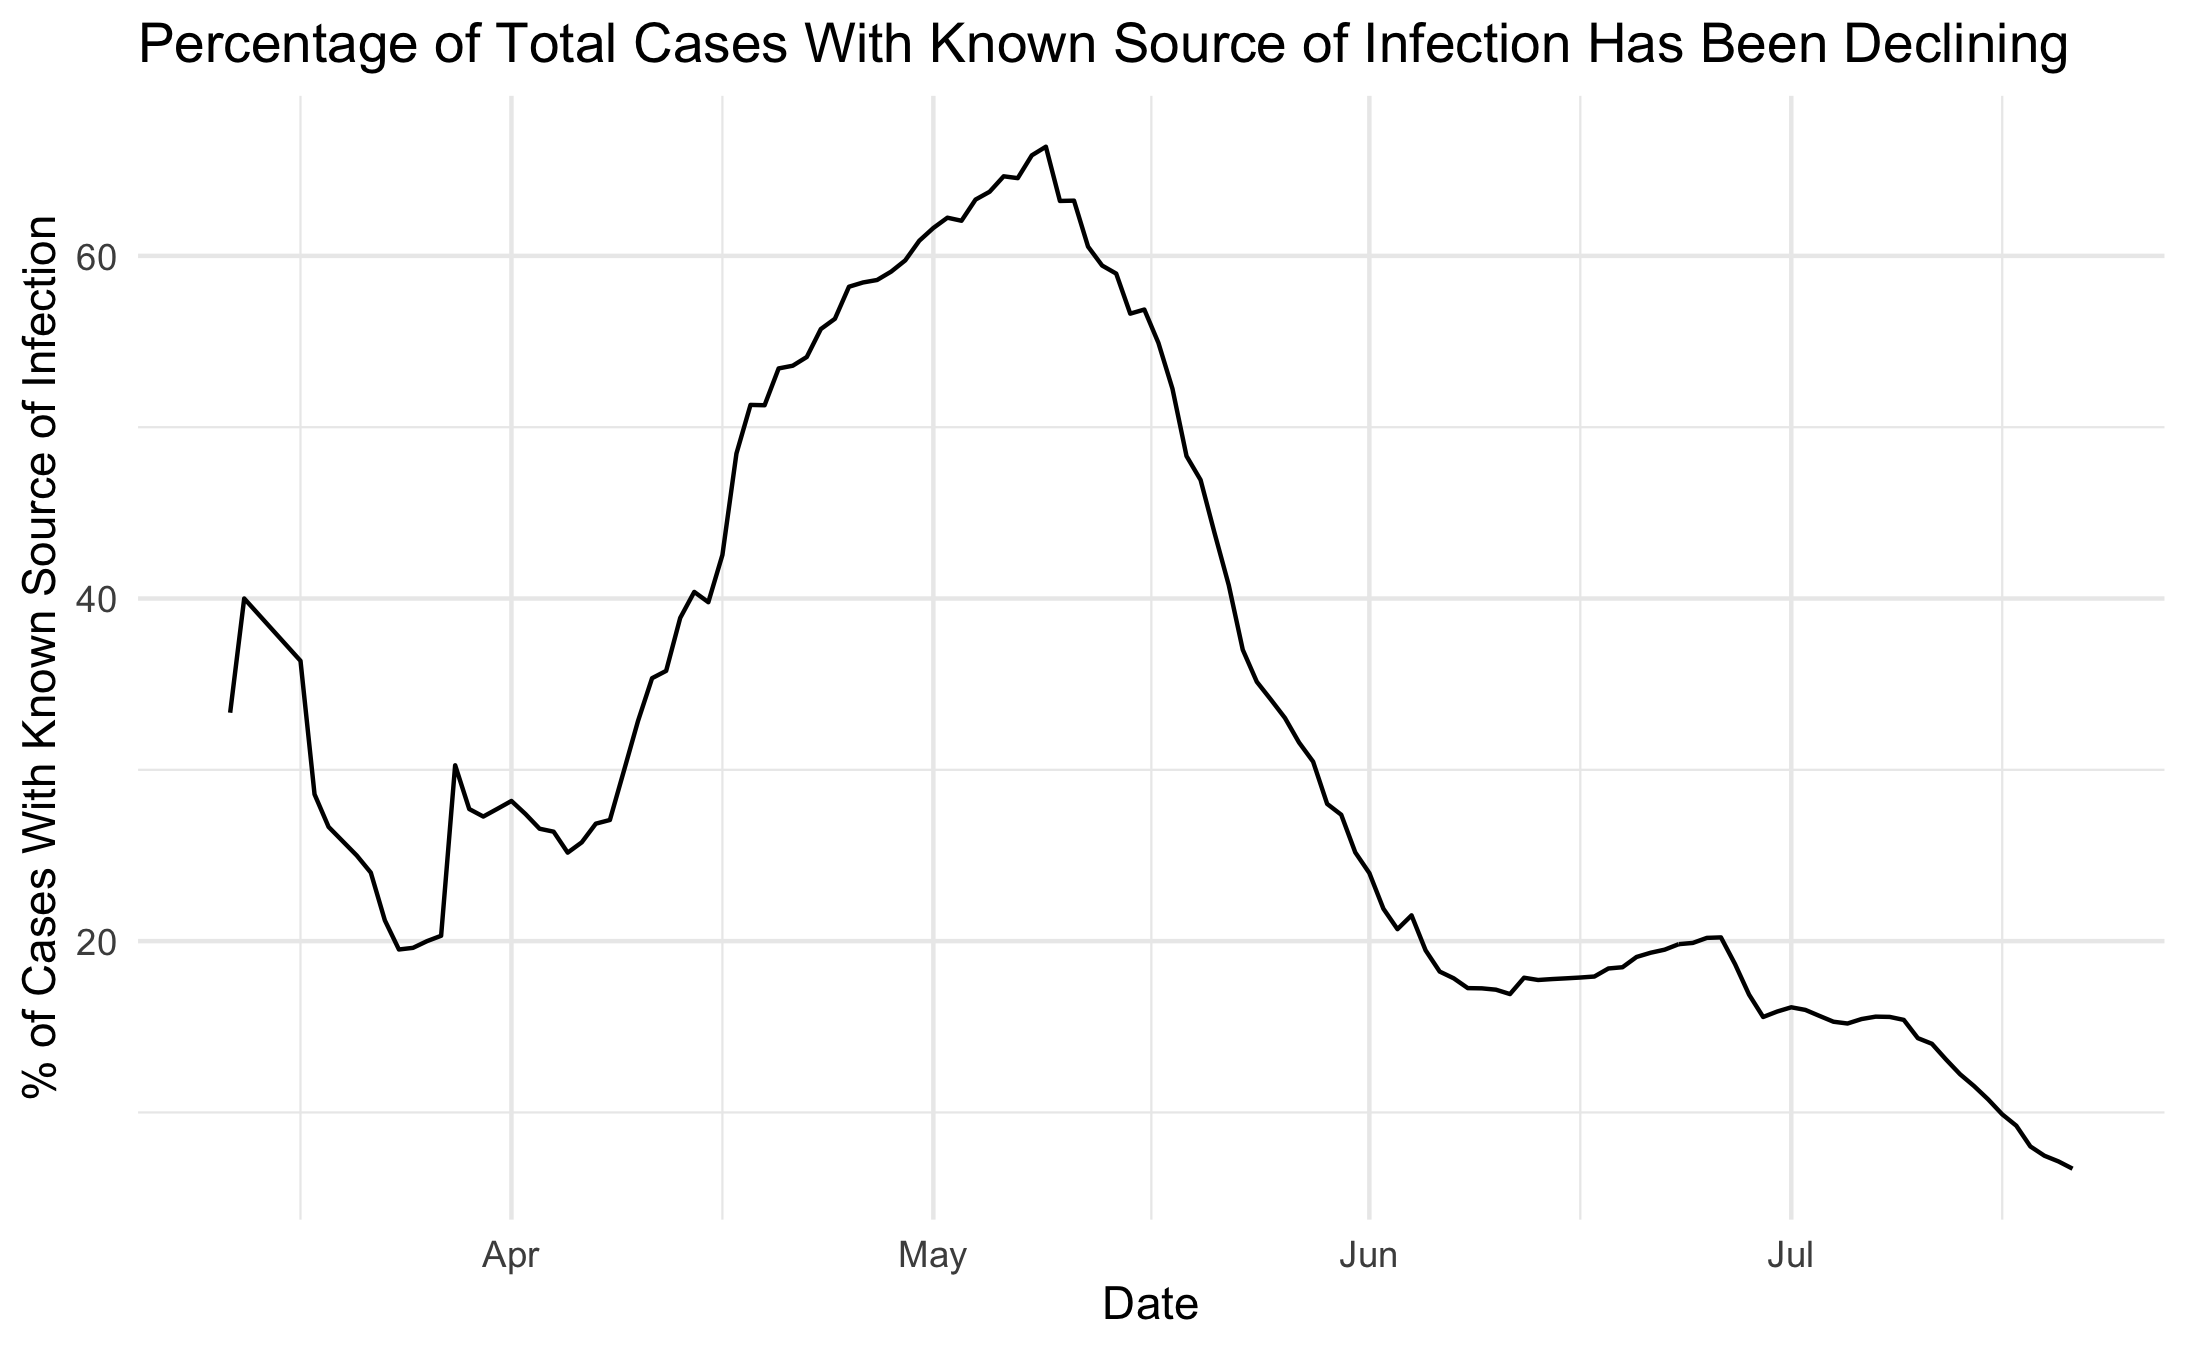 Percentage of Total Cases With Known Source of Infection Has Been Declining
% of Cases With Known Source of Infection
60
40
20
Apr
May
Jun
Jul
Date